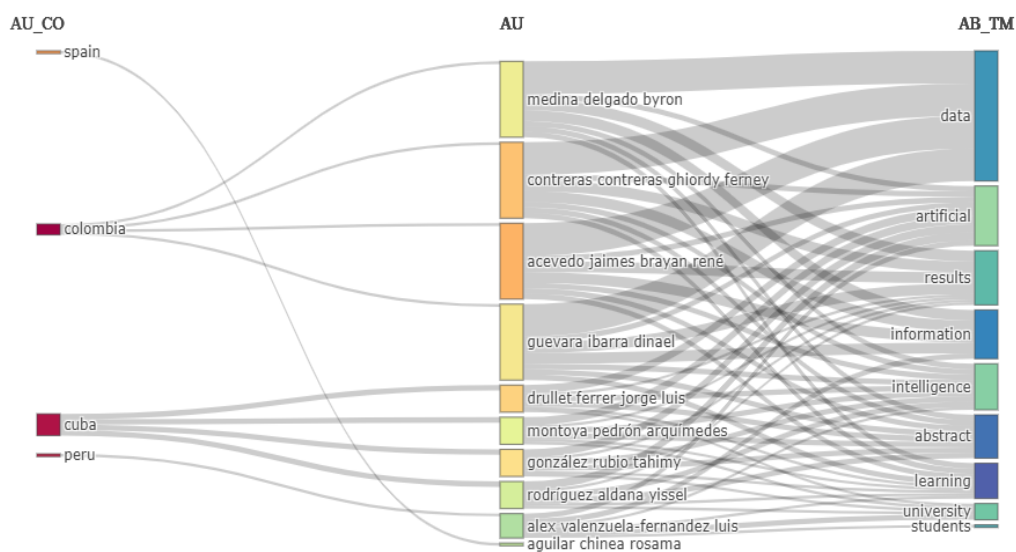 AU_CO
AU
AB_TM
spain
colombia
cuba
peru
medina delgado byron
contreras contreras ghiordy ferney
acevedo jaimes brayan rené
guevara ibarra dinael
drullet ferrer jorge luis
montoya pedrón arquímedes
gonzález rubio tahimy
rodríguez aldana yissel
alex valenzuela-fernandez luis
aguilar chinea rosama
data
artificial
results
information
intelligence
abstract
learning
university
students